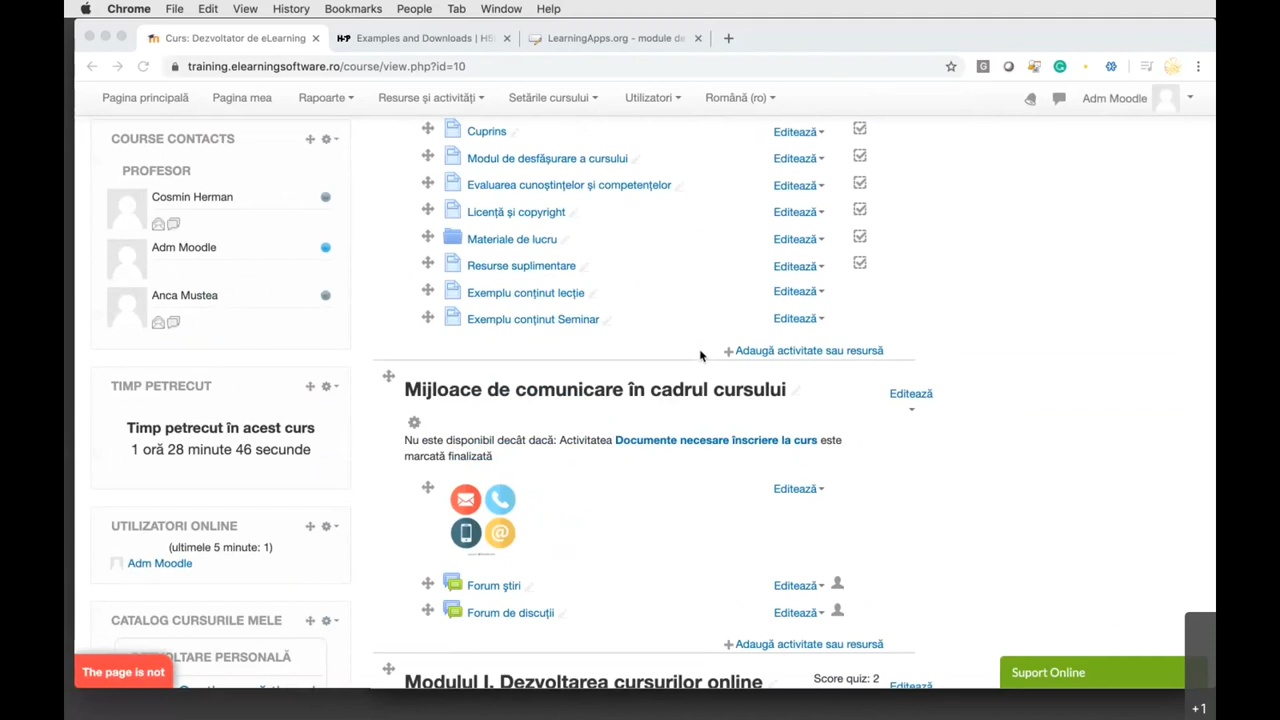 Chrome File Edit View History Bookmarks People Tab Window Help
Curs: Dezvoltator de eLearning
H5P Examples and Downloads | H5
LearningApps.org - module de
training.elearningsoftware.ro/course/view.php?id=10
Pagina principală Pagina mea Rapoarte Resurse și activități Setările cursului Utilizatori Română (ro) Adm Moodle
COURSE CONTACTS
PROFESOR
Cosmin Herman
Adm Moodle
Anca Mustea
TIMP PETRECUT
Timp petrecut în acest curs
1 oră 28 minute 46 secunde
UTILIZATORI ONLINE
(ultimele 5 minute: 1)
Adm Moodle
CATALOG CURSURILE MELE
LTARE PERSONALĂ
The page is not
Cuprins Editează
Modul de desfășurare a cursului Editează
Evaluarea cunoștințelor și competențelor Editează
Licență și copyright Editează
Materiale de lucru Editează
Resurse suplimentare Editează
Exemplu conținut lecție Editează
Exemplu conținut Seminar Editează
Adaugă activitate sau resursă
Mijloace de comunicare în cadrul cursului Editează
Nu este disponibil decât dacă: Activitatea Documente necesare înscriere la curs este
marcată finalizată
Editează
Forum ştiri Editează
Forum de discuții Editează
Adaugă activitate sau resursă
Modulul I. Dezvoltarea cursurilor online Score quiz: 2 Editează
Suport Online
+1